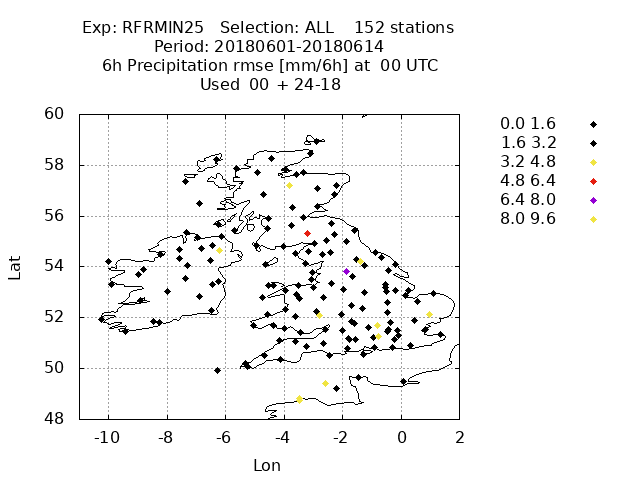 Exp: RFRMIN25   Selection: ALL    152 stations
Period: 20180601-20180614
6h Precipitation rmse [mm/6h] at  00 UTC
Used  00 + 24-18
0.0 1.6
1.6 3.2
3.2 4.8
4.8 6.4
6.4 8.0
8.0 9.6
Lat
60
58
56
54
52
50
48
-10 -8 -6 -4 -2 0 2
Lon